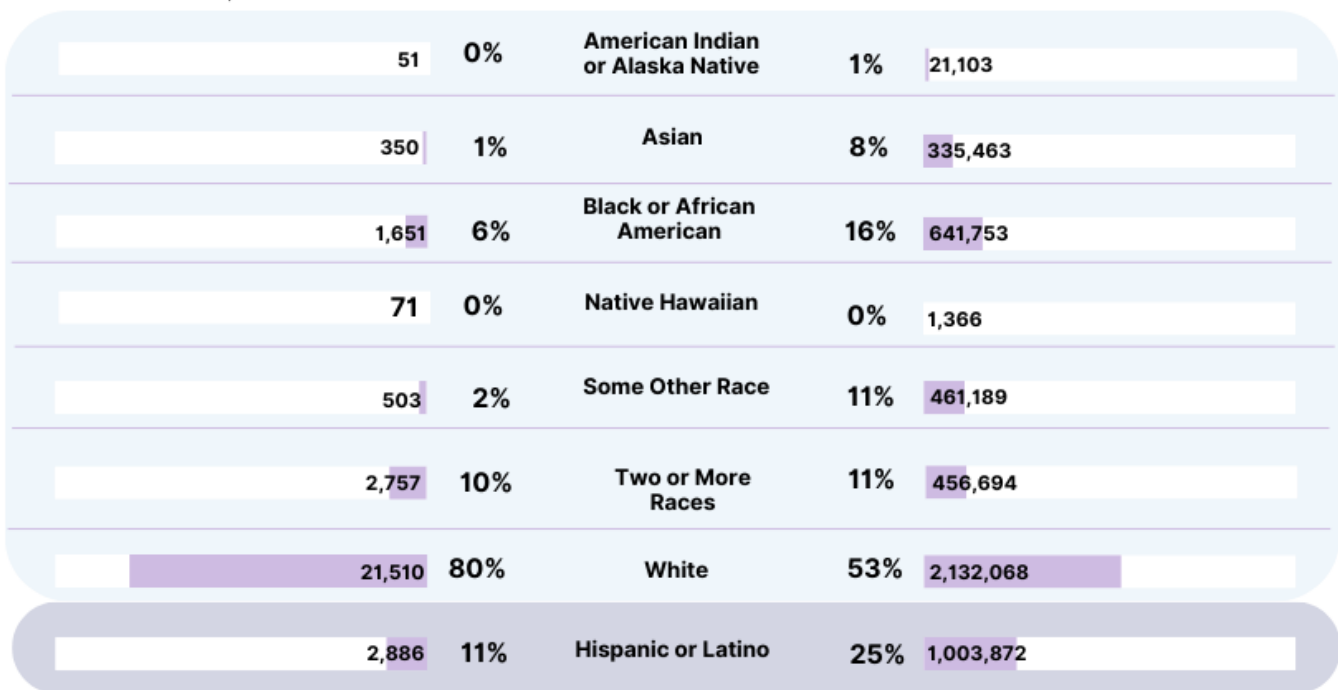 51 0% American Indian or Alaska Native 1% 21,103
350 1% Asian 8% 335,463
1,651 6% Black or African American 16% 641,753
71 0% Native Hawaiian 0% 1,366
503 2% Some Other Race 11% 461,189
2,757 10% Two or More Races 11% 456,694
21,510 80% White 53% 2,132,068
2,886 11% Hispanic or Latino 25% 1,003,872